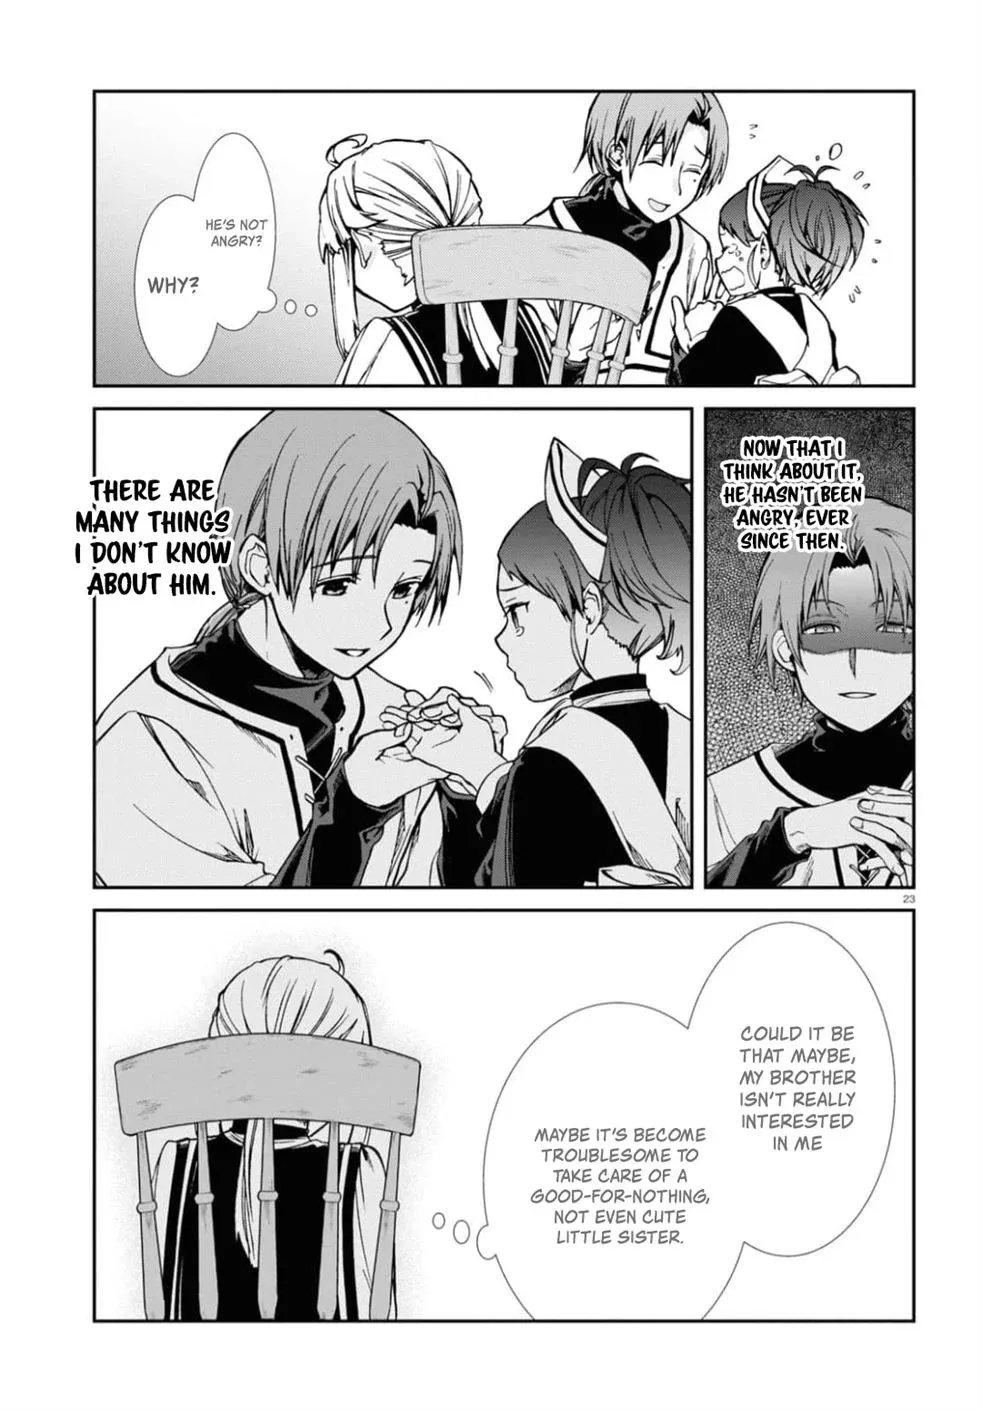 HE'S NOT
ANGRY?
WHY?
NOW THAT I
THINK ABOUT IT,
HE HASN'T BEEN
ANGRY, EVER
SINCE THEN.
THERE ARE
MANY THINGS
I DON'T KNOW
ABOUT HIM.
23
COULD IT BE
THAT MAYBE,
MY BROTHER
ISN'T REALLY
INTERESTED
IN ME
MAYBE IT'S BECOME
TROUBLESOME TO
TAKE CARE OF A
GOOD-FOR-NOTHING,
NOT EVEN CUTE
LITTLE SISTER.